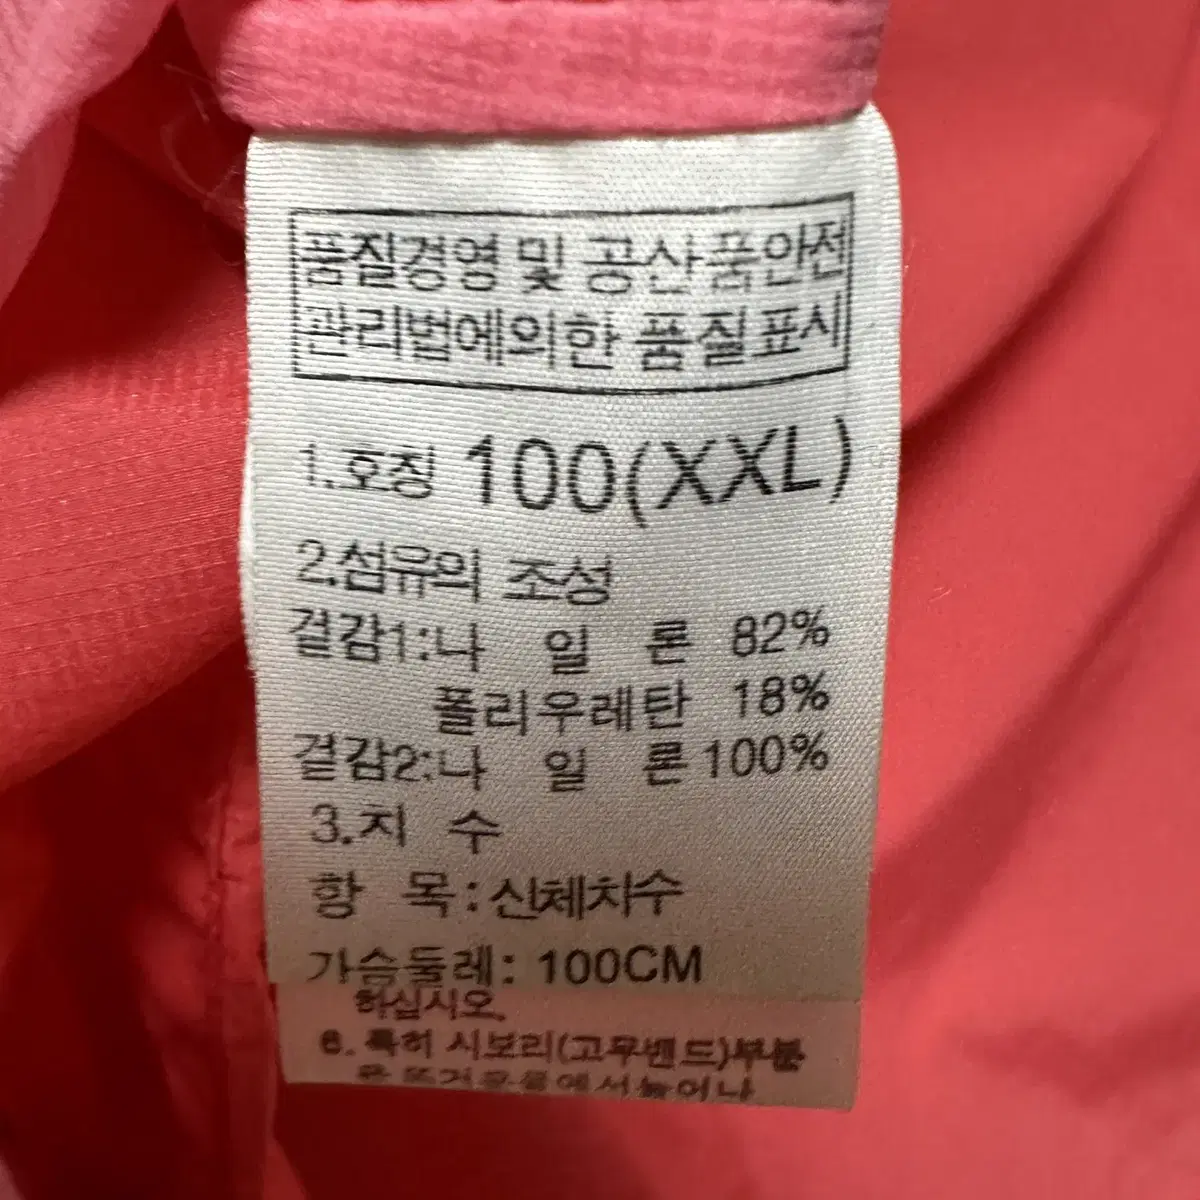 품질경영 및 공산품안전
관리법에의한 품질표시
1.호칭 100(XXL)
2.섬유의 조성
겉감1:나 일 론 82%
폴리우레탄 18%
겉감2:나 일 론 100%
3.치 수
항 목:신체치수
가슴둘레: 100CM
하십시오.
6. 특히 시보리(고무밴드)부분
은 뜨거운물에서늘어나